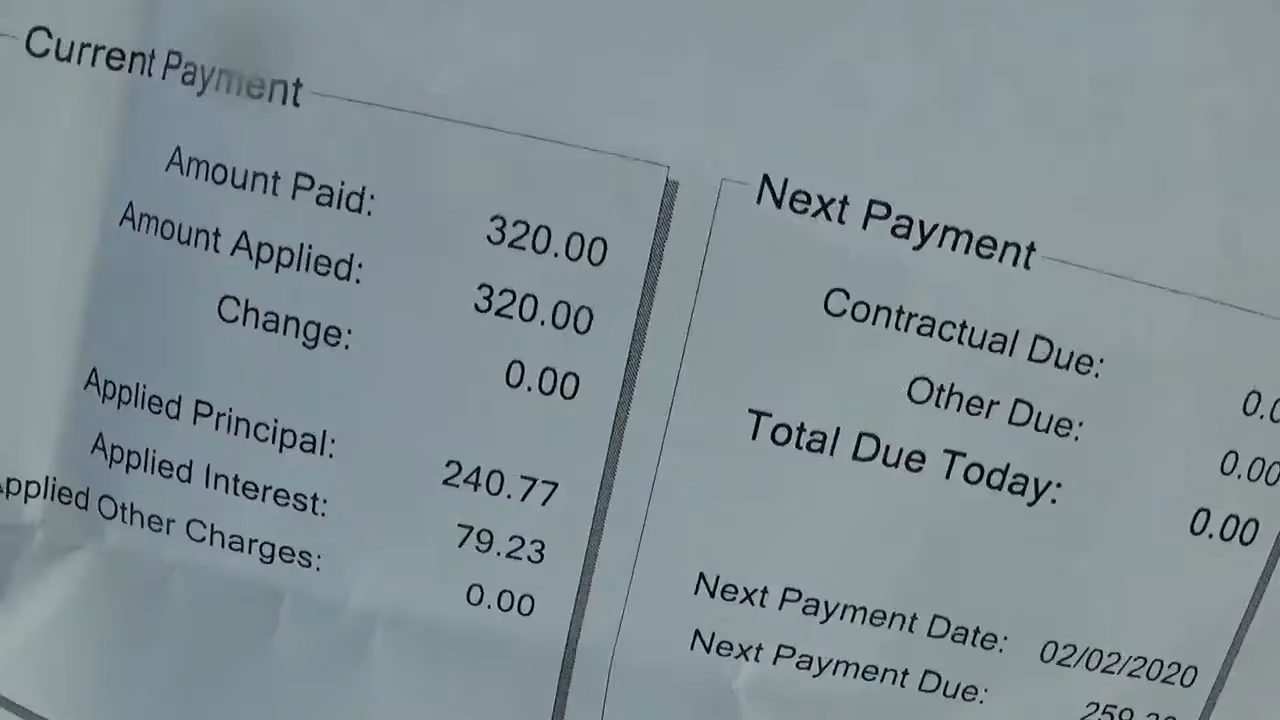 Current Payment
Amount Paid: 320.00
Amount Applied: 320.00
Change: 0.00
Applied Principal: 240.77
Applied Interest: 79.23
Applied Other Charges: 0.00
Next Payment
Contractual Due:
Other Due: 0.00
Total Due Today: 0.00
Next Payment Date: 02/02/2020
Next Payment Due: